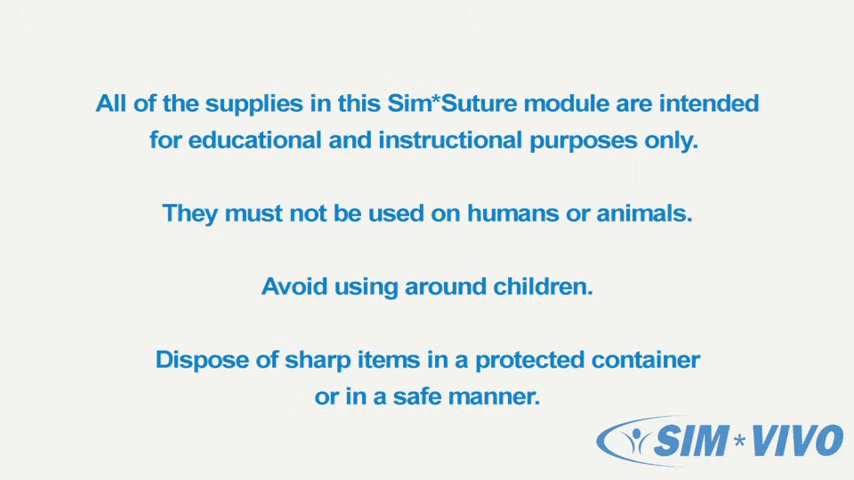 All of the supplies in this Sim*Suture module are intended
for educational and instructional purposes only.
They must not be used on humans or animals.
Avoid using around children.
Dispose of sharp items in a protected container
or in a safe manner.
SIM*VIVO